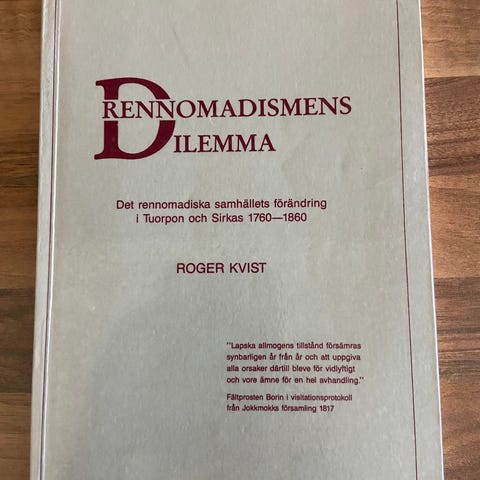 RENNOMADISMENS
DILEMMA
Det rennomadiska samhällets förändring
i Tuorpon och Sirkas 1760—1860
ROGER KVIST
"Lapska allmogens tillstånd försämras
synbarligen år från år och att uppgiva
alla orsaker därtill bleve för vidlyftigt
och vore ämne för en hel avhandling."
Fältprosten Borin i visitationsprotokoll
från Jokkmokks församling 1817